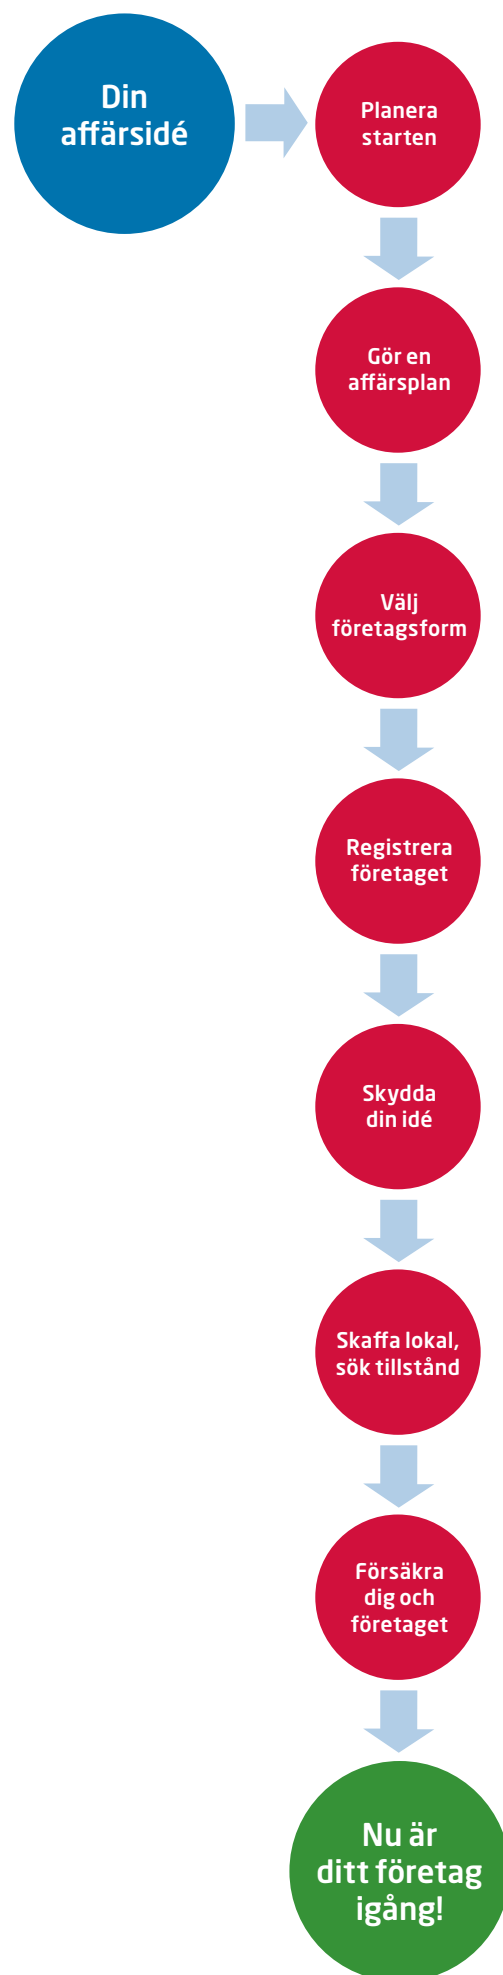 Din
affärsidé
Planera
starten
Gör en
affärsplan
Välj
företagsform
Registrera
företaget
Skydda
din idé
Skaffa lokal,
sök tillstånd
Försäkra
dig och
företaget
Nu är
ditt företag
igång!